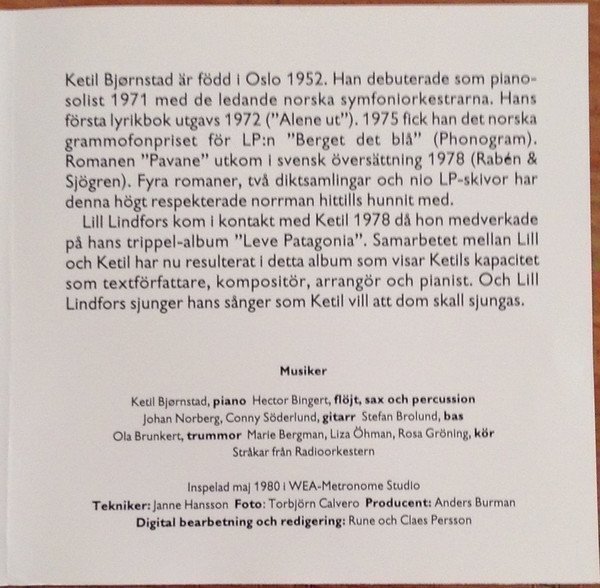 Ketil Bjørnstad är född i Oslo 1952. Han debuterade som piano-
solist 1971 med de ledande norska symfoniorkestrarna. Hans
första lyrikbok utgavs 1972 (”Alene ut”). 1975 fick han det norska
grammofonpriset för LP:n ”Berget det blå” (Phonogram).
Romanen ”Pavane” utkom i svensk översättning 1978 (Rabén &
Sjögren). Fyra romaner, två diktsamlingar och nio LP-skivor har
denna högt respekterade norrman hittills hunnit med.
Lill Lindfors kom i kontakt med Ketil 1978 då hon medverkade
på hans trippel-album ”Leve Patagonia”. Samarbetet mellan Lill
och Ketil har nu resulterat i detta album som visar Ketils kapacitet
som textförfattare, kompositör, arrangör och pianist. Och Lill
Lindfors sjunger hans sånger som Ketil vill att dom skall sjungas.
Musiker
Ketil Bjørnstad, piano Hector Bingert, flöjt, sax och percussion
Johan Norberg, Conny Söderlund, gitarr Stefan Brolund, bas
Ola Brunkert, trummor Marie Bergman, Liza Öhman, Rosa Gröning, kör
Stråkar från Radioorkestern
Inspelad maj 1980 i WEA-Metronome Studio
Tekniker: Janne Hansson Foto: Torbjörn Calvero Producent: Anders Burman
Digital bearbetning och redigering: Rune och Claes Persson